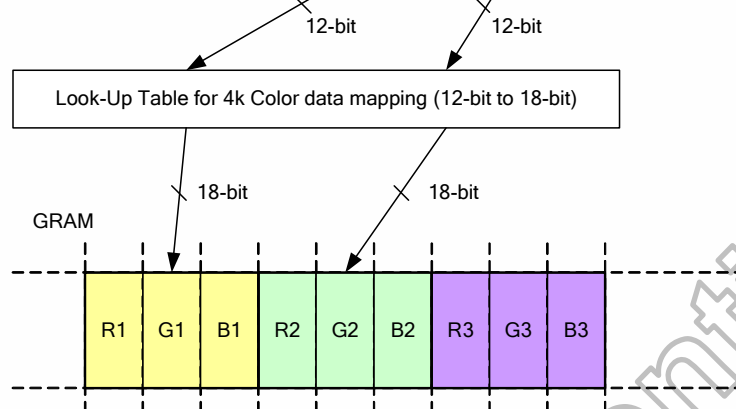 12-bit 12-bit
Look-Up Table for 4k Color data mapping (12-bit to 18-bit)
18-bit 18-bit
GRAM
R1 G1 B1 R2 G2 B2 R3 G3 B3